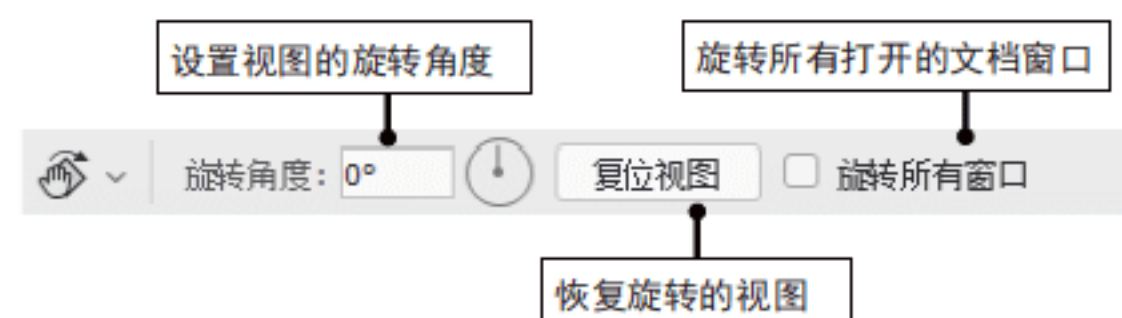 设置视图的旋转角度
旋转所有打开的文档窗口
旋转角度: 0° 复位视图 旋转所有窗口
恢复旋转的视图